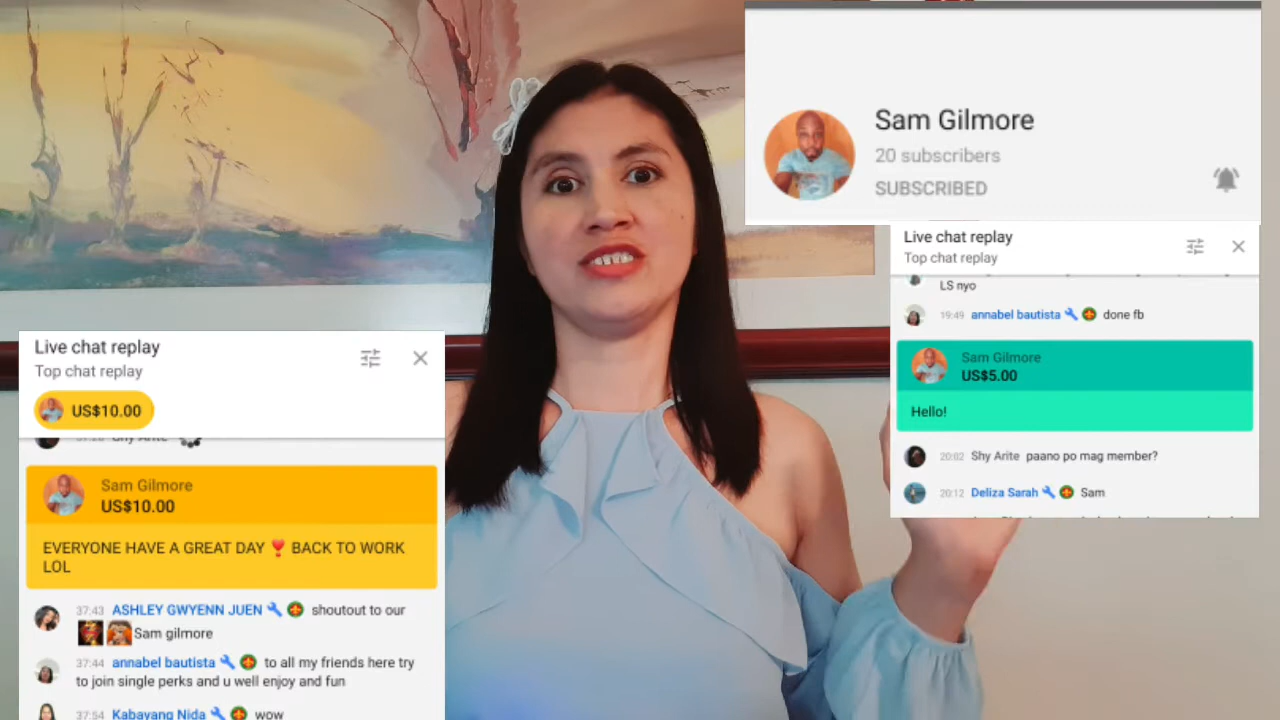 Sam Gilmore
20 subscribers
SUBSCRIBED
Live chat replay
Top chat replay
LS nyo
19:49 annabel bautista done fb
Sam Gilmore
US$5.00
Hello!
20:02 Shy Arite paano po mag member?
20:12 Deliza Sarah Sam
Live chat replay
Top chat replay
US$10.00
Shy Arite
Sam Gilmore
US$10.00
EVERYONE HAVE A GREAT DAY ❣️ BACK TO WORK
LOL
37:43 ASHLEY GWYENN JUEN shoutout to our
Sam gilmore
37:44 annabel bautista to all my friends here try
to join single perks and u well enjoy and fun
37:54 Kabayang Nida wow